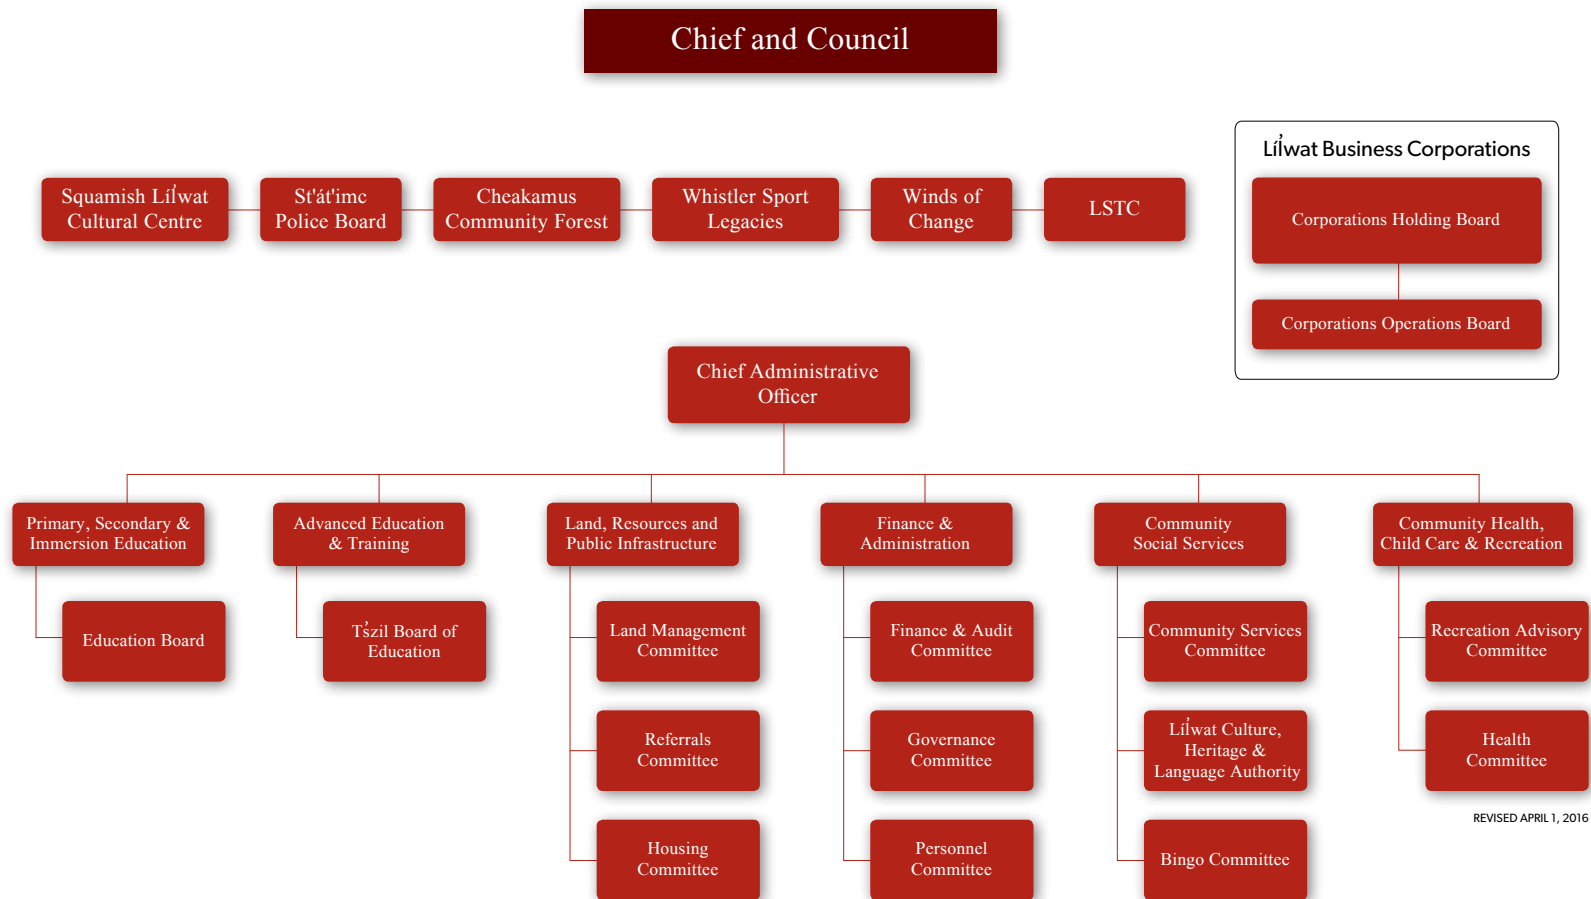 Chief and Council
Líl̓wat Business Corporations
Corporations Holding Board
Corporations Operations Board
Squamish Líl̓wat
Cultural Centre
St'át'imc
Police Board
Cheakamus
Community Forest
Whistler Sport
Legacies
Winds of
Change
LSTC
Chief Administrative
Officer
Primary, Secondary &
Immersion Education
Education Board
Advanced Education
& Training
Ts̓zil Board of
Education
Land, Resources and
Public Infrastructure
Land Management
Committee
Referrals
Committee
Housing
Committee
Finance &
Administration
Finance & Audit
Committee
Governance
Committee
Personnel
Committee
Community
Social Services
Community Services
Committee
Líl̓wat Culture,
Heritage &
Language Authority
Bingo Committee
Community Health,
Child Care & Recreation
Recreation Advisory
Committee
Health
Committee
REVISED APRIL 1, 2016